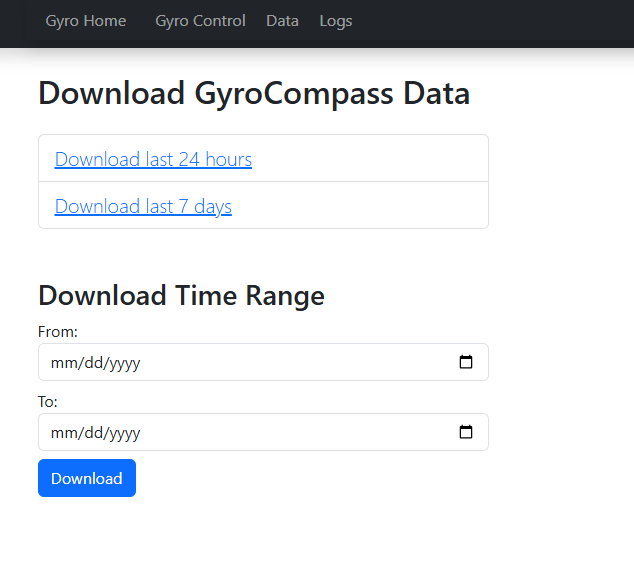 Gyro Home Gyro Control Data Logs
Download GyroCompass Data
Download last 24 hours
Download last 7 days
Download Time Range
From:
mm/dd/yyyy
To:
mm/dd/yyyy
Download